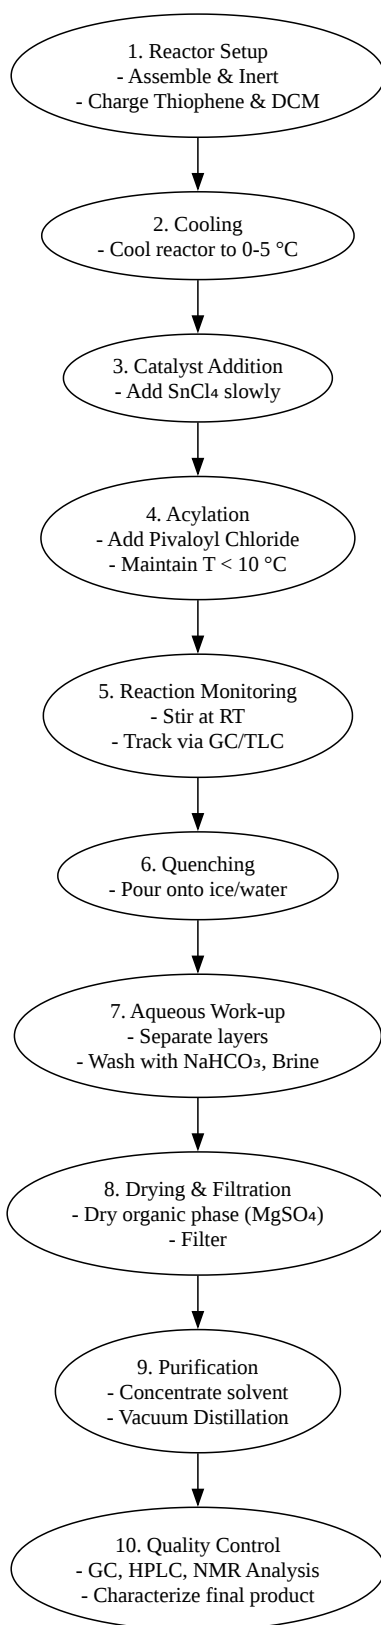 1. Reactor Setup
- Assemble & Inert
- Charge Thiophene & DCM
2. Cooling
- Cool reactor to 0-5 °C
3. Catalyst Addition
- Add SnCl₄ slowly
4. Acylation
- Add Pivaloyl Chloride
- Maintain T < 10 °C
5. Reaction Monitoring
- Stir at RT
- Track via GC/TLC
6. Quenching
- Pour onto ice/water
7. Aqueous Work-up
- Separate layers
- Wash with NaHCO₃, Brine
8. Drying & Filtration
- Dry organic phase (MgSO₄)
- Filter
9. Purification
- Concentrate solvent
- Vacuum Distillation
10. Quality Control
- GC, HPLC, NMR Analysis
- Characterize final product